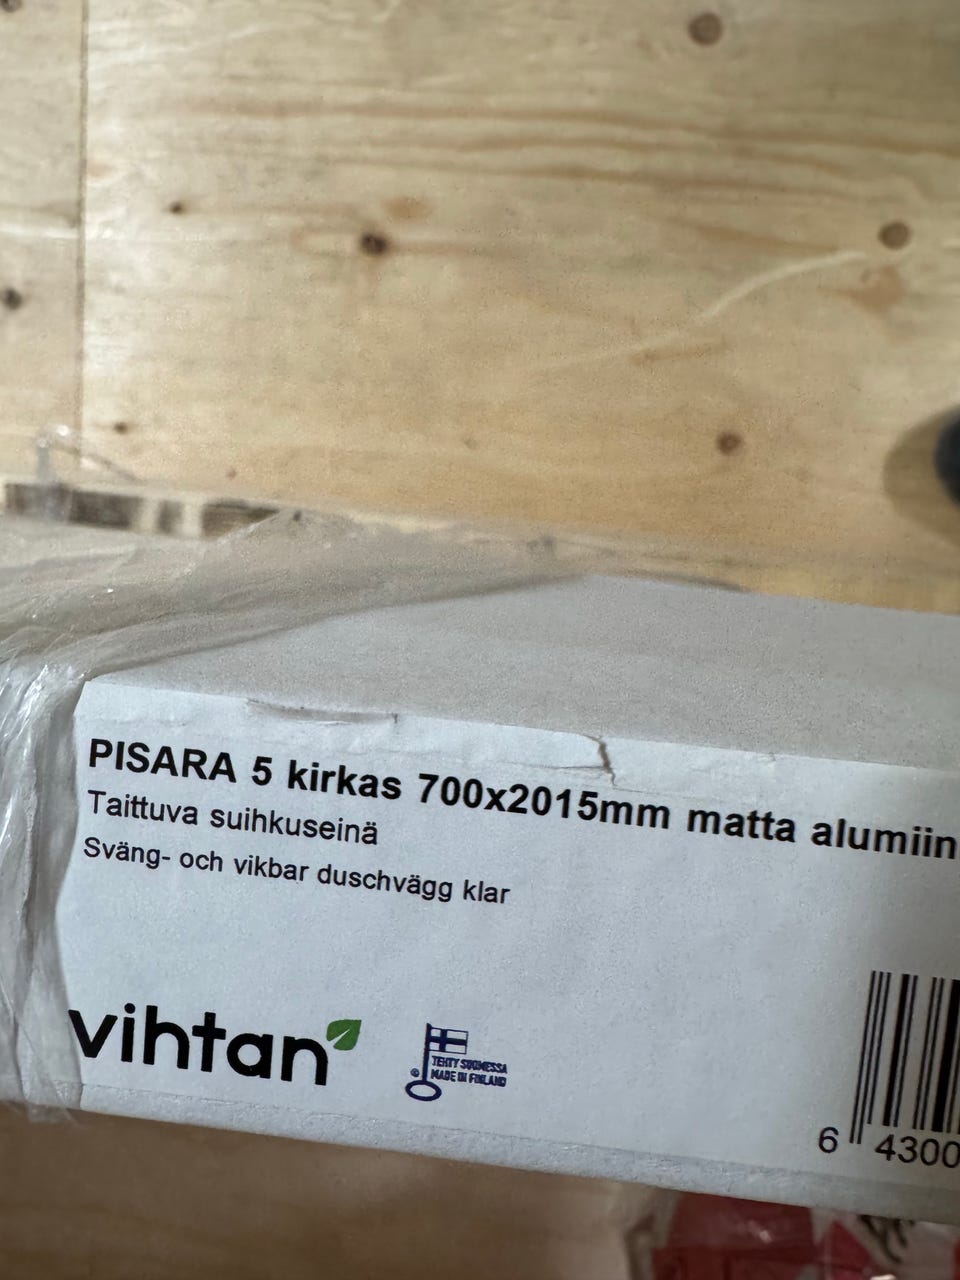 PISARA 5 kirkas 700x2015mm matta alumiin
Taittuva suihkuseinä
Sväng- och vikbar duschvägg klar
vihtan
TEHTY SUOMESSA
® MADE IN FINLAND
6 4300